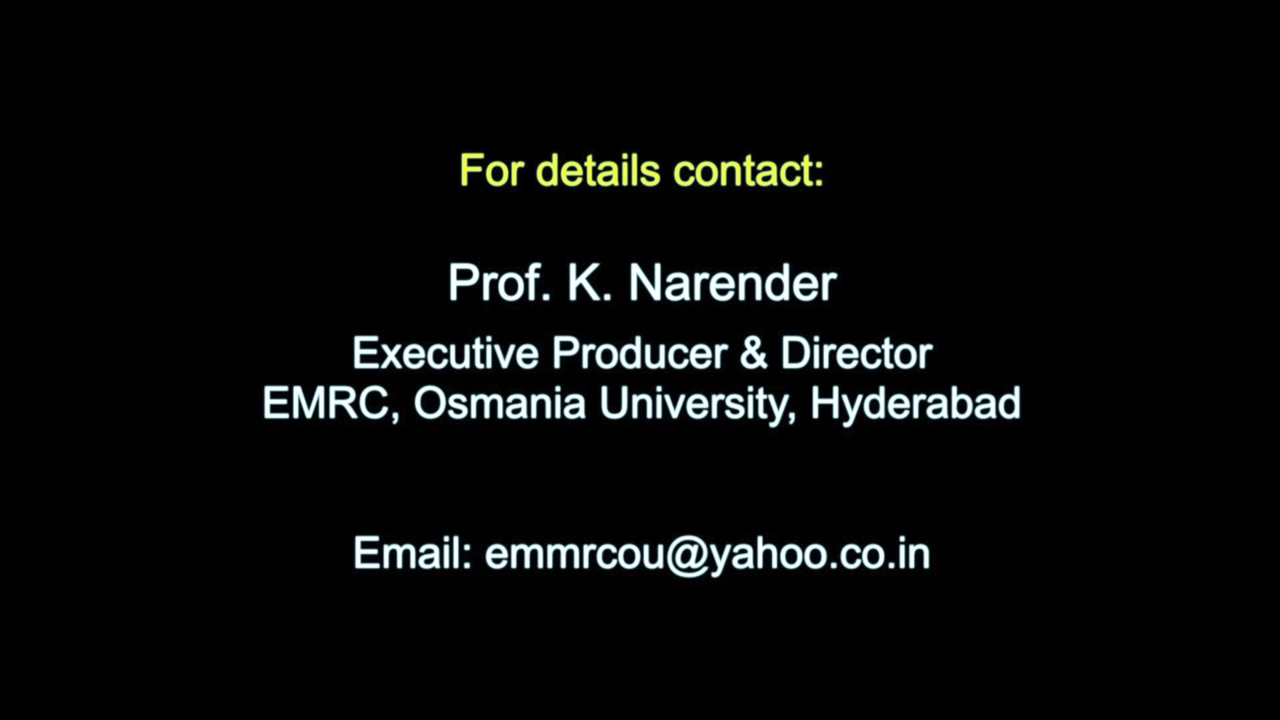 For details contact:
Prof. K. Narender
Executive Producer & Director
EMRC, Osmania University, Hyderabad
Email: emmrcou@yahoo.co.in